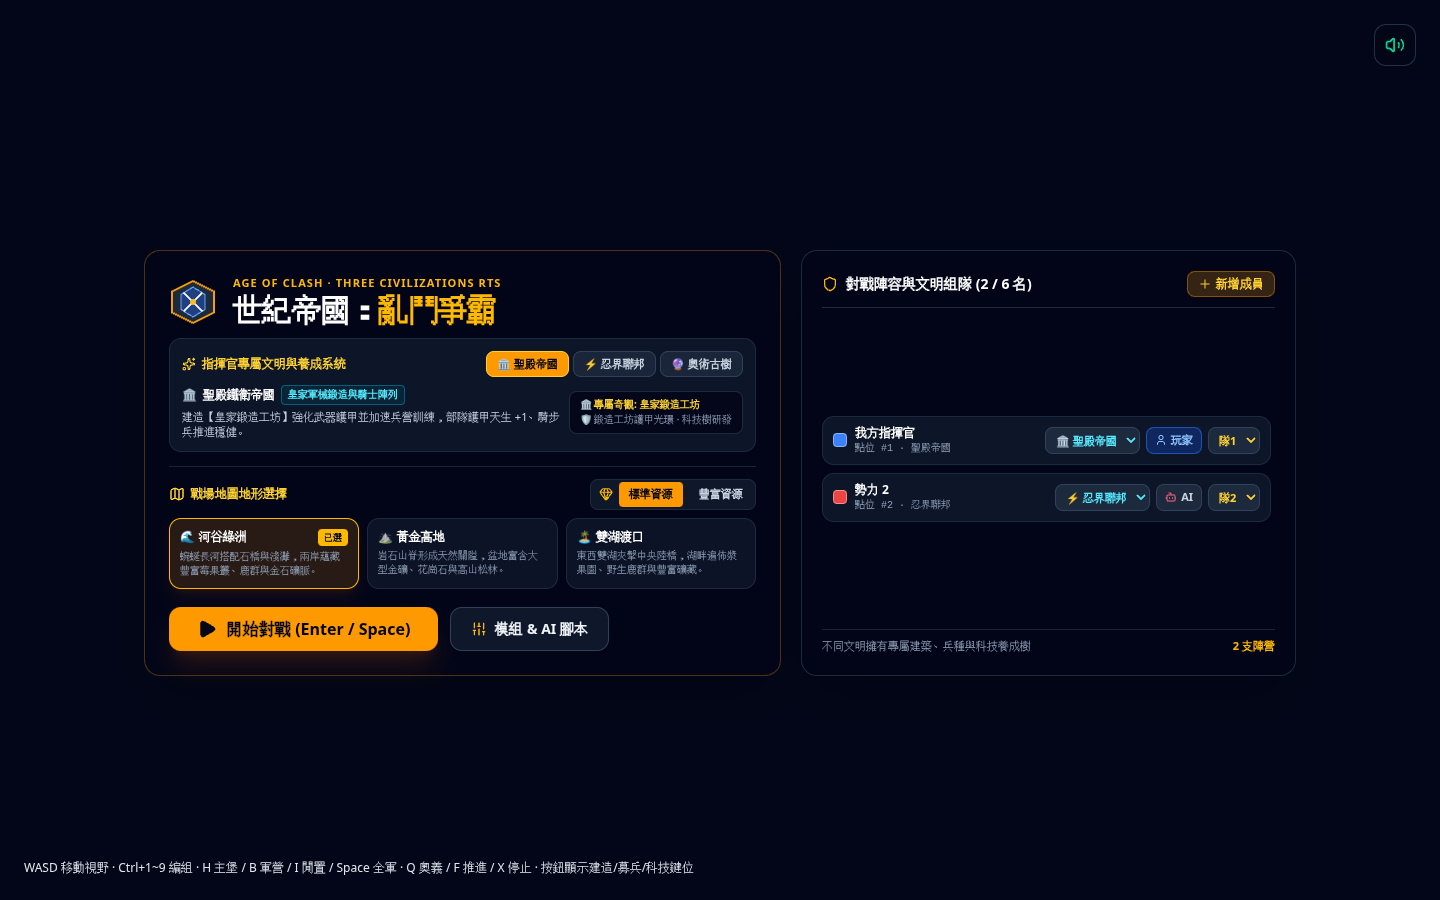 AGE OF CLASH · THREE CIVILIZATIONS RTS
世紀帝國：亂鬥爭霸
指揮官專屬文明與養成系統
🏛️ 聖殿帝國
⚡ 忍界聯邦
🔮 奧術古樹
🏛️ 聖殿鐵衛帝國
皇家軍械鍛造與騎士陣列
建造【皇家鍛造工坊】強化武器護甲並加速兵營訓練，部隊護甲天生 +1、騎步
兵推進穩健。
🏛️ 專屬奇觀: 皇家鍛造工坊
🛡️ 鍛造工坊護甲光環 · 科技樹研發
戰場地圖地形選擇
標準資源
豐富資源
🌊 河谷綠洲
已選
蜿蜒長河搭配石橋與淺灘，兩岸蘊藏
豐富莓果叢、鹿群與金石礦脈。
⛰️ 黃金高地
岩石山脊形成天然關隘，盆地富含大
型金礦、花崗石與高山松林。
🏝️ 雙湖渡口
東西雙湖夾擊中央陸橋，湖畔遍佈漿
果園、野生鹿群與豐富礦藏。
開始對戰 (Enter / Space)
模組 & AI 腳本
對戰陣容與文明組隊 (2 / 6 名)
新增成員
我方指揮官
點位 #1 · 聖殿帝國
🏛️ 聖殿帝國
玩家
隊1
勢力 2
點位 #2 · 忍界聯邦
⚡ 忍界聯邦
AI
隊2
不同文明擁有專屬建築、兵種與科技養成樹
2 支陣營
WASD 移動視野 · Ctrl+1~9 編組 · H 主堡 / B 軍營 / I 閒置 / Space 全軍 · Q 奧義 / F 推進 / X 停止 · 按鈕顯示建造/募兵/科技鍵位